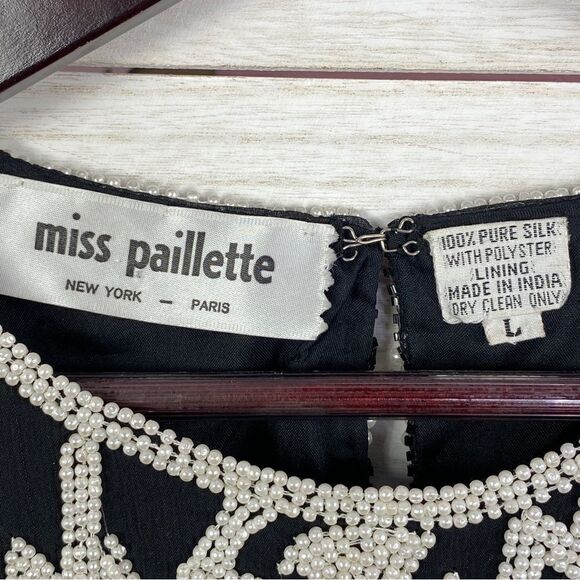 miss paillette
NEW YORK — PARIS
100% PURE SILK
WITH POLYSTER
LINING
MADE IN INDIA
DRY CLEAN ONLY
L